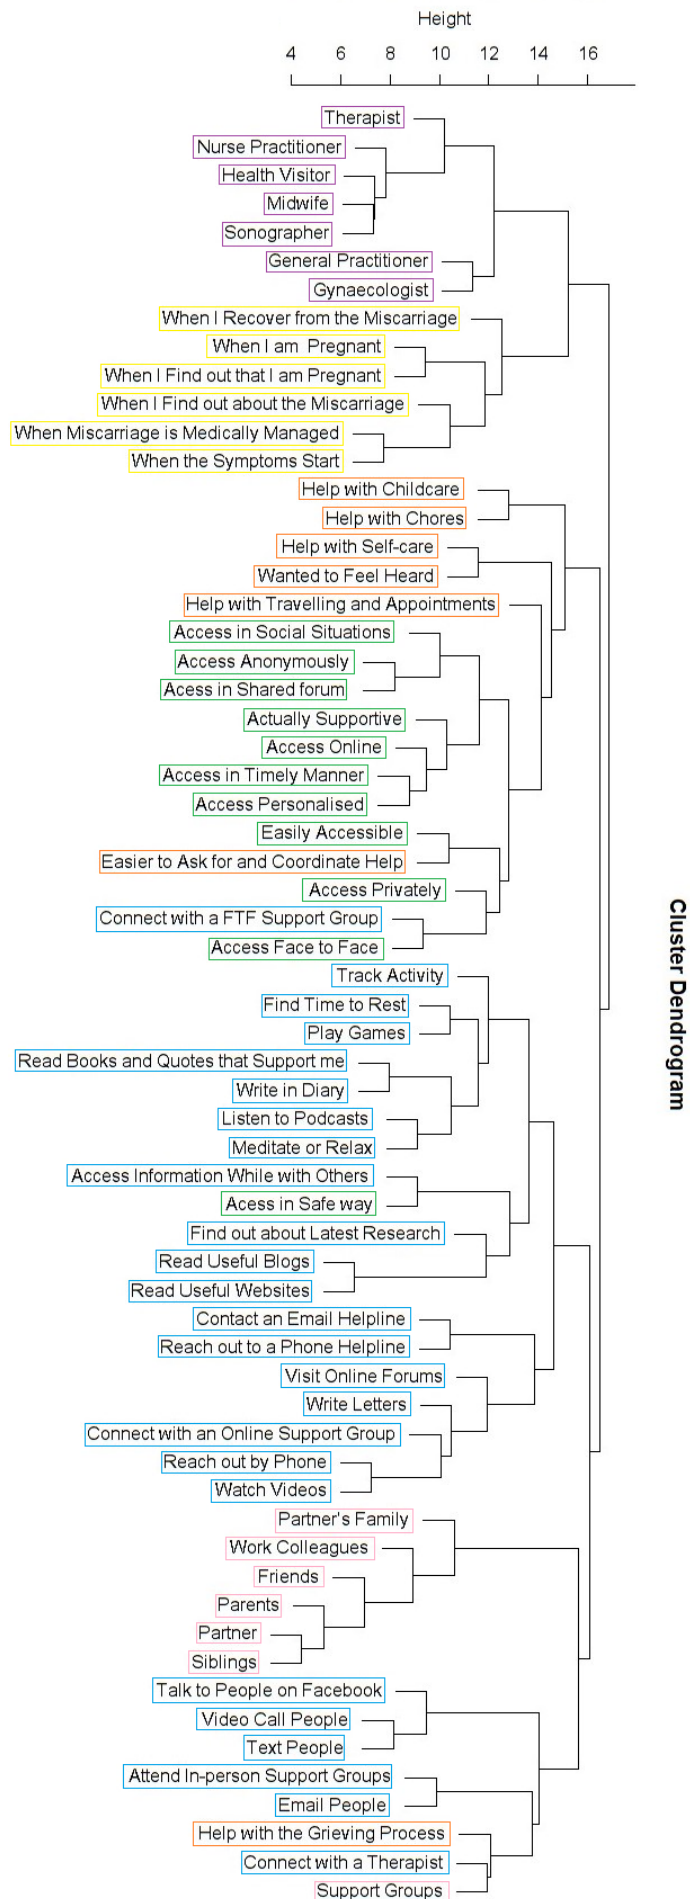 Height
4 6 8 10 12 14 16
Therapist
Nurse Practitioner
Health Visitor
Midwife
Sonographer
General Practitioner
Gynaecologist
When I Recover from the Miscarriage
When I am Pregnant
When I Find out that I am Pregnant
When I Find out about the Miscarriage
When Miscarriage is Medically Managed
When the Symptoms Start
Help with Childcare
Help with Chores
Help with Self-care
Wanted to Feel Heard
Help with Travelling and Appointments
Access in Social Situations
Access Anonymously
Acess in Shared forum
Actually Supportive
Access Online
Access in Timely Manner
Access Personalised
Easily Accessible
Easier to Ask for and Coordinate Help
Access Privately
Connect with a FTF Support Group
Access Face to Face
Track Activity
Find Time to Rest
Play Games
Read Books and Quotes that Support me
Write in Diary
Listen to Podcasts
Meditate or Relax
Access Information While with Others
Acess in Safe way
Find out about Latest Research
Read Useful Blogs
Read Useful Websites
Contact an Email Helpline
Reach out to a Phone Helpline
Visit Online Forums
Write Letters
Connect with an Online Support Group
Reach out by Phone
Watch Videos
Partner's Family
Work Colleagues
Friends
Parents
Partner
Siblings
Talk to People on Facebook
Video Call People
Text People
Attend In-person Support Groups
Email People
Help with the Grieving Process
Connect with a Therapist
Support Groups
Cluster Dendrogram